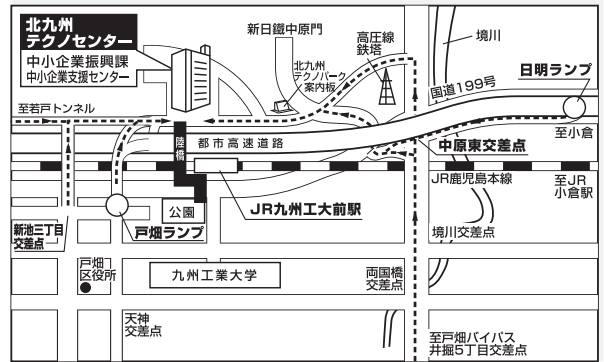 北九州
テクノセンター
中小企業振興課
中小企業支援センター
新日鐵中原門
北九州
テクノパーク
案内板
高圧線
鉄塔
境川
国道199号
日明ランプ
至若戸トンネル
陸橋
都市高速道路
中原東交差点
至小倉
JR鹿児島本線
至JR
小倉駅
公園
JR九州工大前駅
新池三丁目
交差点
戸畑ランプ
境川交差点
戸畑
区役所
九州工業大学
両国橋
交差点
天神
交差点
至戸畑バイパス
井堀5丁目交差点